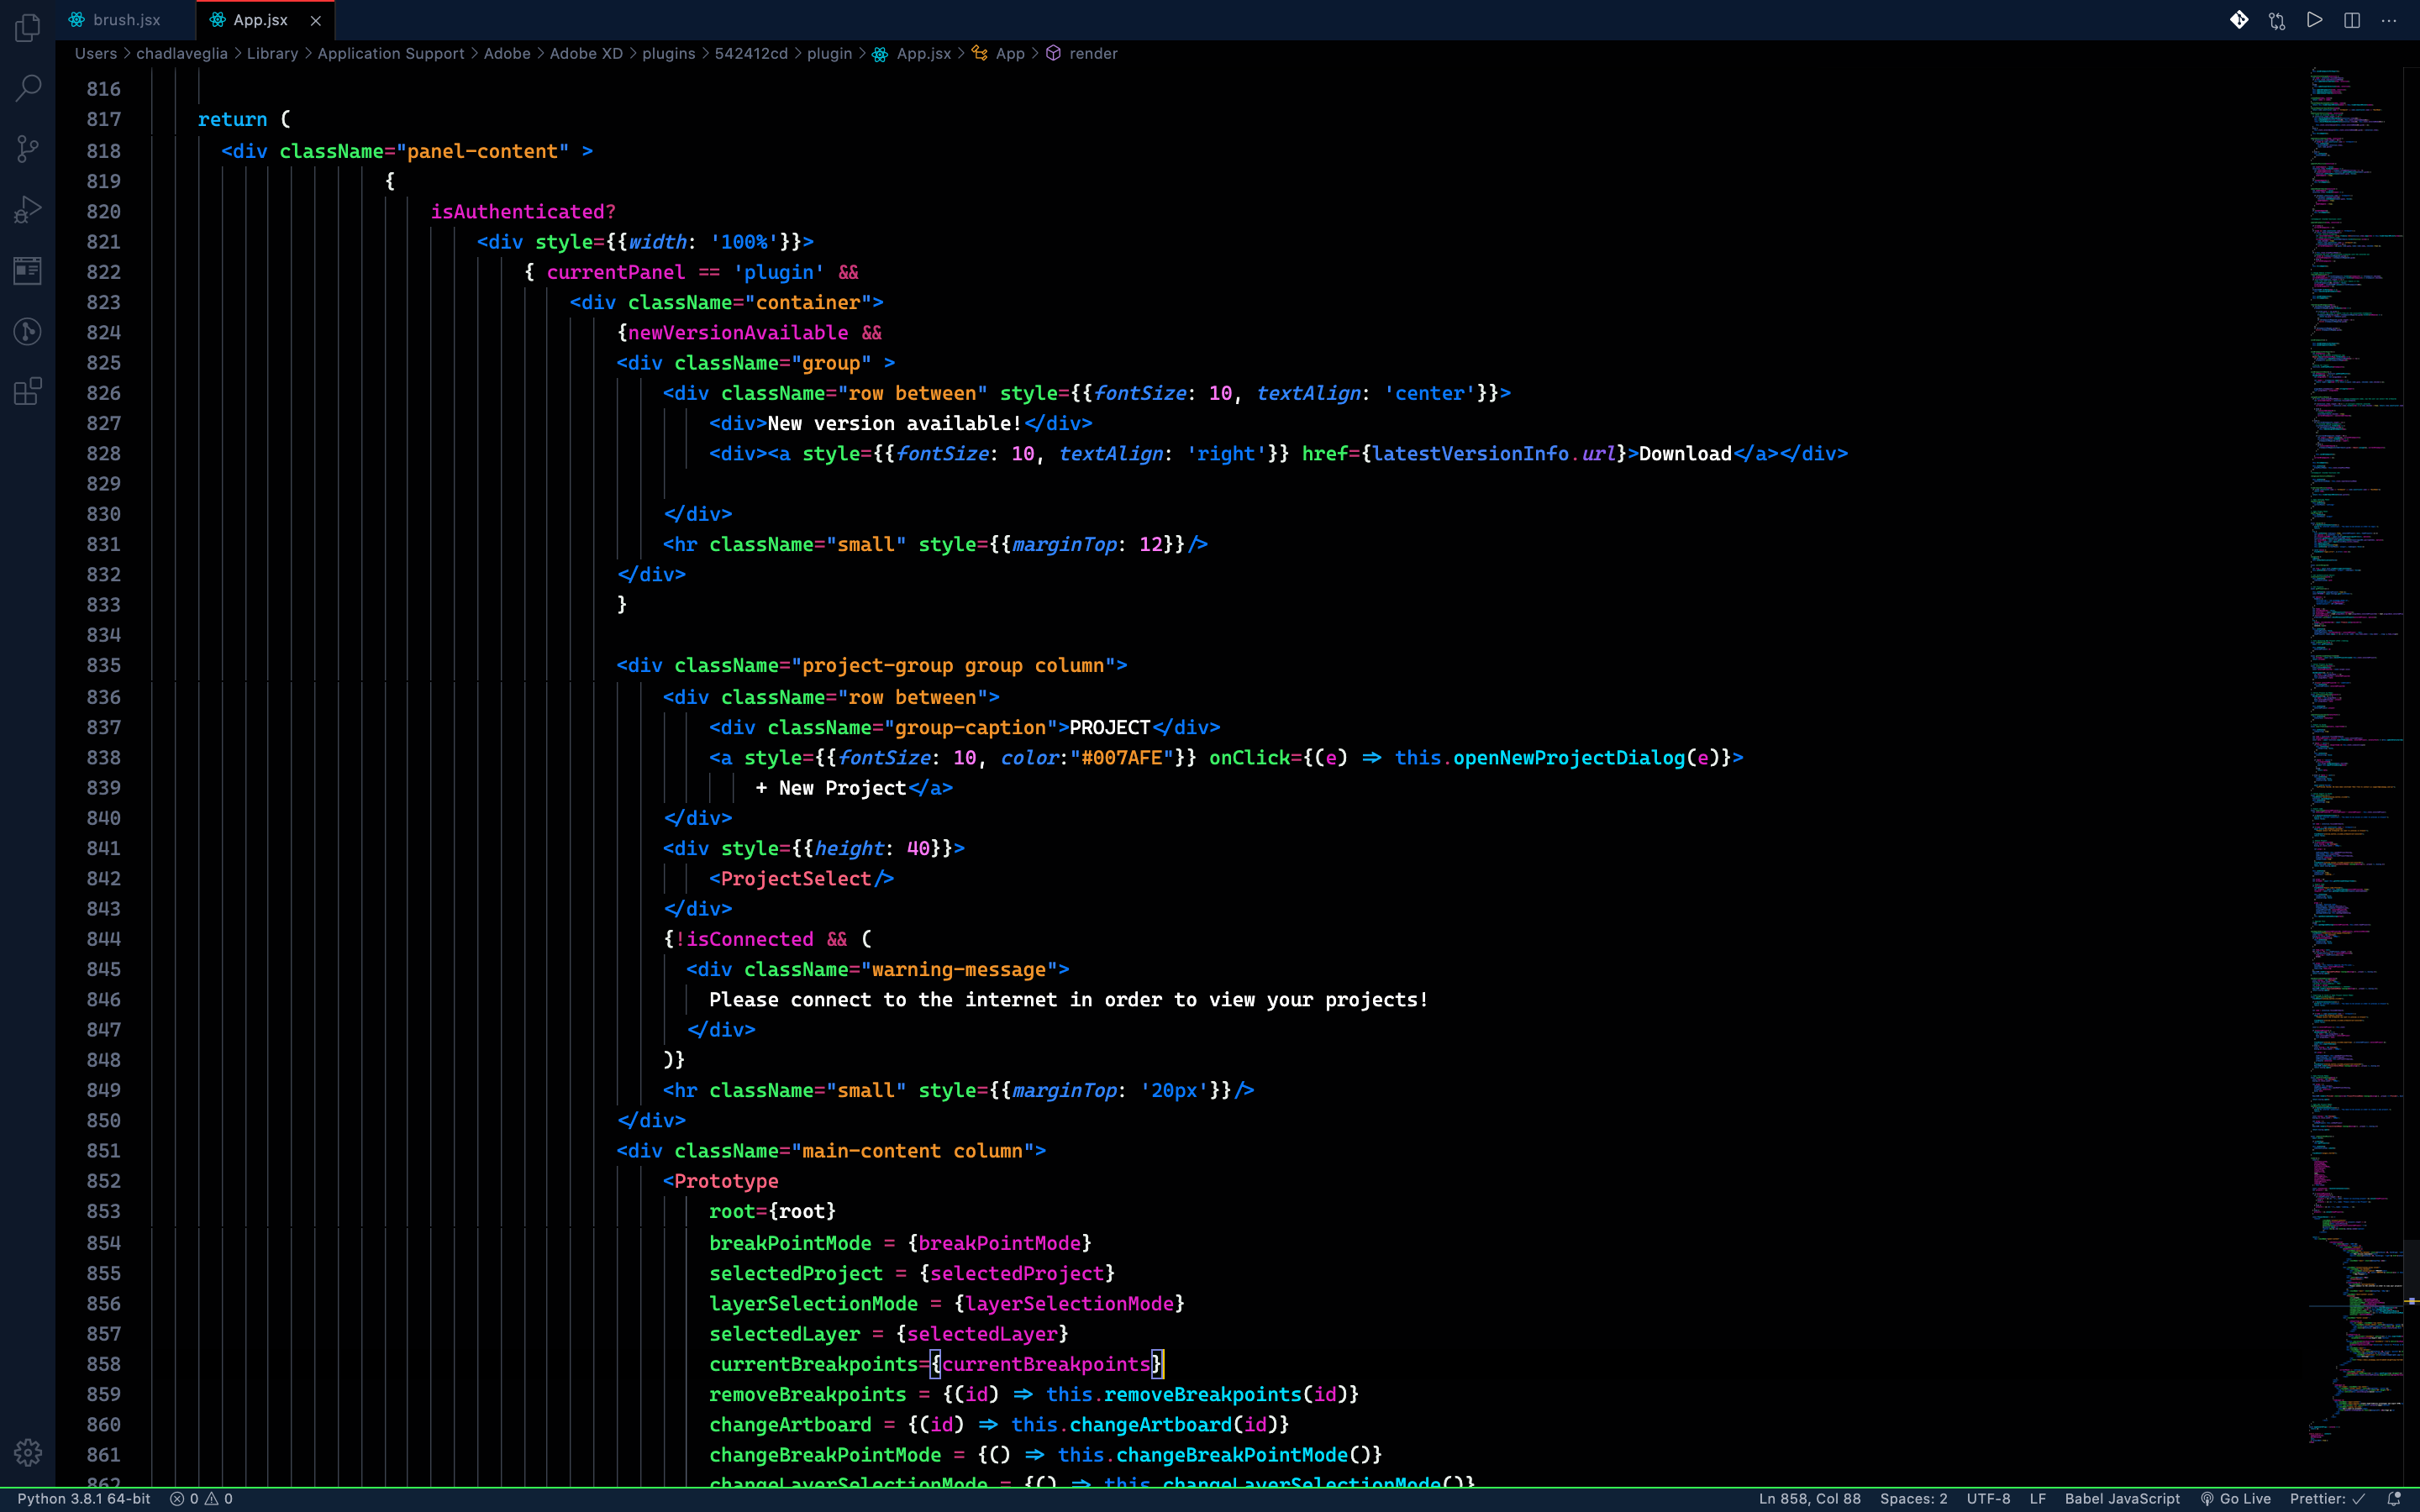 brush.jsx
App.jsx
Users > chadlaveglia > Library > Application Support > Adobe > Adobe XD > plugins > 542412cd > plugin > App.jsx > App > render
816
817 return (
818 <div className="panel-content" >
819 {
820 isAuthenticated?
821 <div style={{width: '100%'}}>
822 { currentPanel == 'plugin' &&
823 <div className="container">
824 {newVersionAvailable &&
825 <div className="group" >
826 <div className="row between" style={{fontSize: 10, textAlign: 'center'}}>
827 <div>New version available!</div>
828 <div><a style={{fontSize: 10, textAlign: 'right'}} href={latestVersionInfo.url}>Download</a></div>
829
830 </div>
831 <hr className="small" style={{marginTop: 12}}/>
832 </div>
833 }
834
835 <div className="project-group group column">
836 <div className="row between">
837 <div className="group-caption">PROJECT</div>
838 <a style={{fontSize: 10, color:"#007AFE"}} onClick={(e) => this.openNewProjectDialog(e)}>
839 + New Project</a>
840 </div>
841 <div style={{height: 40}}>
842 <ProjectSelect/>
843 </div>
844 {!isConnected && (
845 <div className="warning-message">
846 Please connect to the internet in order to view your projects!
847 </div>
848 )}
849 <hr className="small" style={{marginTop: '20px'}}/>
850 </div>
851 <div className="main-content column">
852 <Prototype
853 root={root}
854 breakPointMode = {breakPointMode}
855 selectedProject = {selectedProject}
856 layerSelectionMode = {layerSelectionMode}
857 selectedLayer = {selectedLayer}
858 currentBreakpoints={currentBreakpoints}
859 removeBreakpoints = {(id) => this.removeBreakpoints(id)}
860 changeArtboard = {(id) => this.changeArtboard(id)}
861 changeBreakPointMode = {() => this.changeBreakPointMode()}
862 changeLayerSelectionMode = {() => this.changeLayerSelectionMode()}
Python 3.8.1 64-bit 0 0 Ln 858, Col 88 Spaces: 2 UTF-8 LF Babel JavaScript Go Live Prettier: ✓